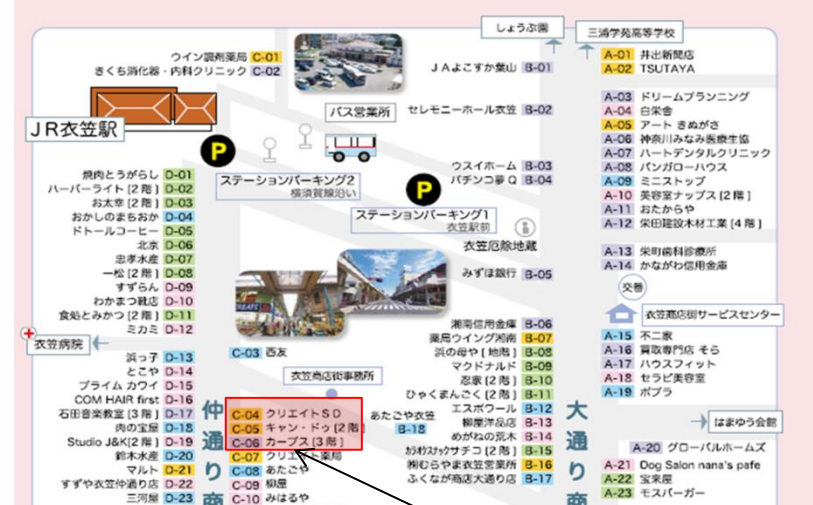 しょうぶ園
三浦学苑高等学校
ウイン調剤薬局 C-01
きくち消化器・内科クリニック C-02
JR衣笠駅
バス営業所
P
ステーションパーキング2
横須賀線沿い
P
ステーションパーキング1
衣笠駅前
衣笠厄除地蔵
JAよこすか葉山 B-01
セレモニーホール衣笠 B-02
ウスイホーム B-03
パチンコ夢Q B-04
みずほ銀行 B-05
A-01 井出新聞店
A-02 TSUTAYA
A-03 ドリームプランニング
A-04 白栄舎
A-05 アート きぬがさ
A-06 神奈川みなみ医療生協
A-07 ハートデンタルクリニック
A-08 バンガローハウス
A-09 ミニストップ
A-10 美容室ナップス [2階]
A-11 おたからや
A-12 栄田建設木材工業 [4階]
A-13 栄町歯科診療所
A-14 かながわ信用金庫
交番
衣笠商店街サービスセンター
A-15 不二家
A-16 買取専門店 そら
A-17 ハウスフィット
A-18 セラピ美容室
A-19 ポプラ
はまゆう会館
A-20 グローバルホームズ
A-21 Dog Salon nana's pafe
A-22 宝来屋
A-23 モスバーガー
焼肉とうがらし D-01
ハーバーライト [2階] D-02
お太幸 [2階] D-03
おかしのまちおか D-04
ドトールコーヒー D-05
北京 D-06
忠孝水産 D-07
一松 [2階] D-08
すずらん D-09
わかまつ靴店 D-10
食処とみかつ [2階] D-11
ミカミ D-12
衣笠病院
浜っ子 D-13
とこや D-14
プライム カワイ D-15
COM HAIR first D-16
石田音楽教室 [3階] D-17
肉の宝屋 D-18
Studio J&K[2階] D-19
鈴木水産 D-20
マルト D-21
すずや衣笠仲通り店 D-22
三河屋 D-23
仲通り商
C-03 西友
衣笠商店街事務所
C-04 クリエイトSD
C-05 キャン・ドゥ [2階]
C-06 カーブス [3階]
C-07 クリエイト薬局
C-08 あたごや
C-09 柳屋
C-10 みはるや
あたごや衣笠
B-18
湘南信用金庫 B-06
薬局ウイング湘南 B-07
浜の母や [地階] B-08
マクドナルド B-09
忍家 [2階] B-10
ひゃくまんごく [2階] B-11
エスポワール B-12
柳屋洋品店 B-13
めがねの荒木 B-14
カラオケスナックサチコ [2階] B-15
㈱むらやま衣笠営業所 B-16
ふくなが商店大通り店 B-17
大通り商